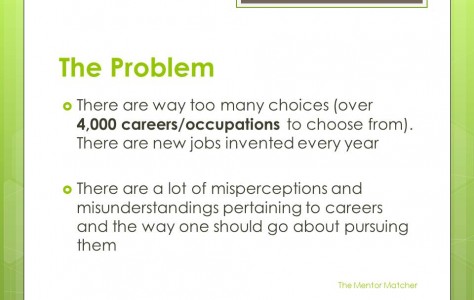 The Problem
There are way too many choices (over
4,000 careers/occupations to choose from).
There are new jobs invented every year
There are a lot of misperceptions and
misunderstandings pertaining to careers
and the way one should go about pursuing
them
The Mentor Matcher